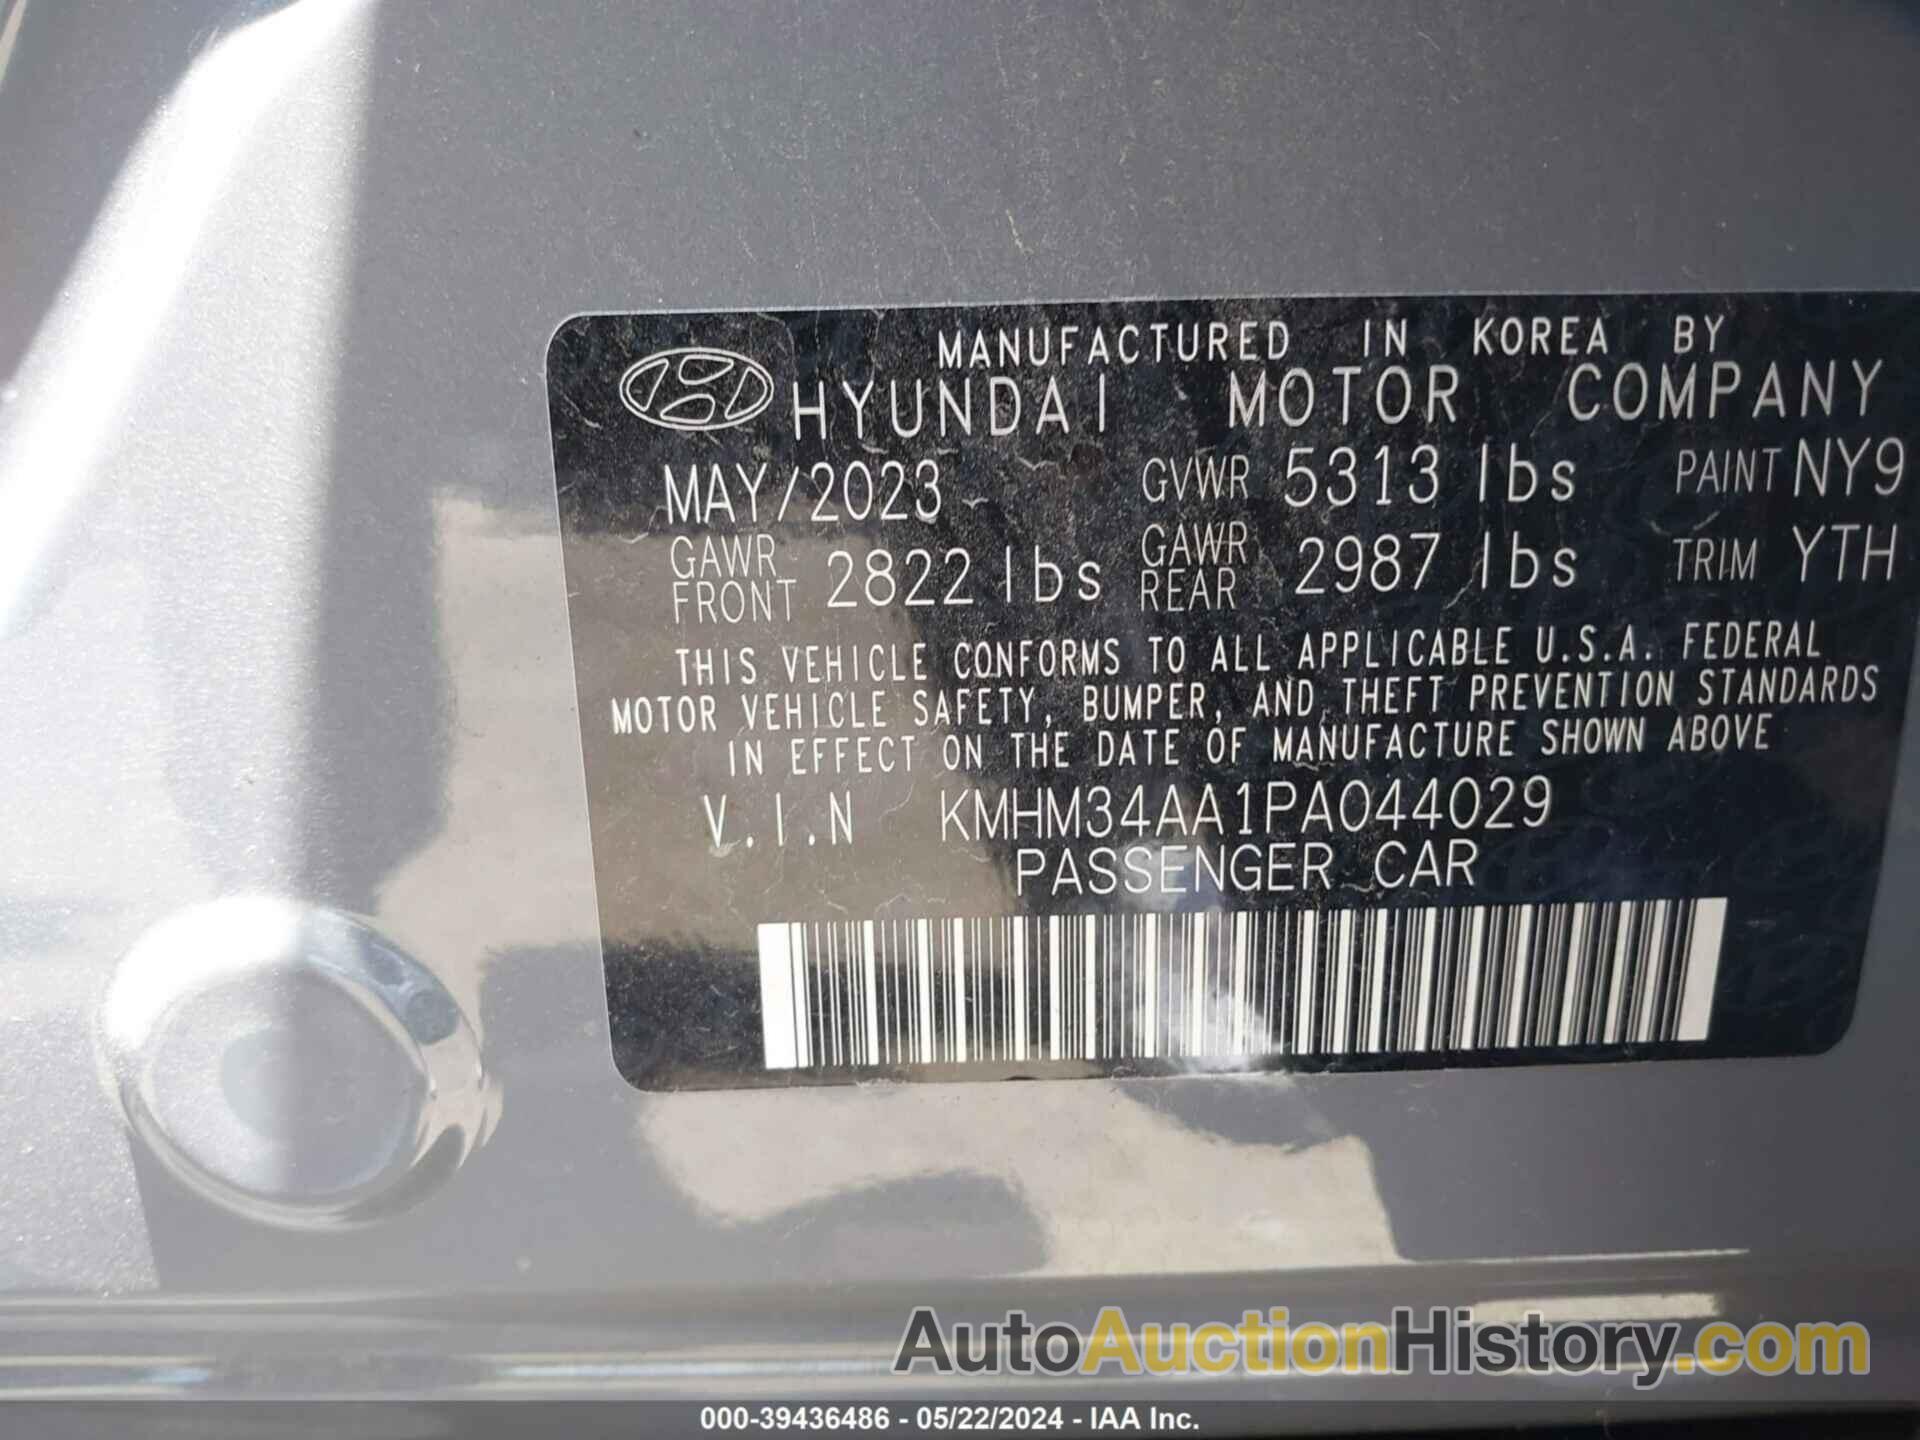 MANUFACTURED IN KOREA BY
HYUNDAI MOTOR COMPANY
MAY/2023 GVWR 5313 lbs PAINT NY9
GAWR FRONT 2822 lbs GAWR REAR 2987 lbs TRIM YTH
THIS VEHICLE CONFORMS TO ALL APPLICABLE U.S.A. FEDERAL
MOTOR VEHICLE SAFETY, BUMPER, AND THEFT PREVENTION STANDARDS
IN EFFECT ON THE DATE OF MANUFACTURE SHOWN ABOVE
V.I.N KMHM34AA1PA044029
PASSENGER CAR
AutoAuctionHistory.com
000-39436486 - 05/22/2024 - IAA Inc.